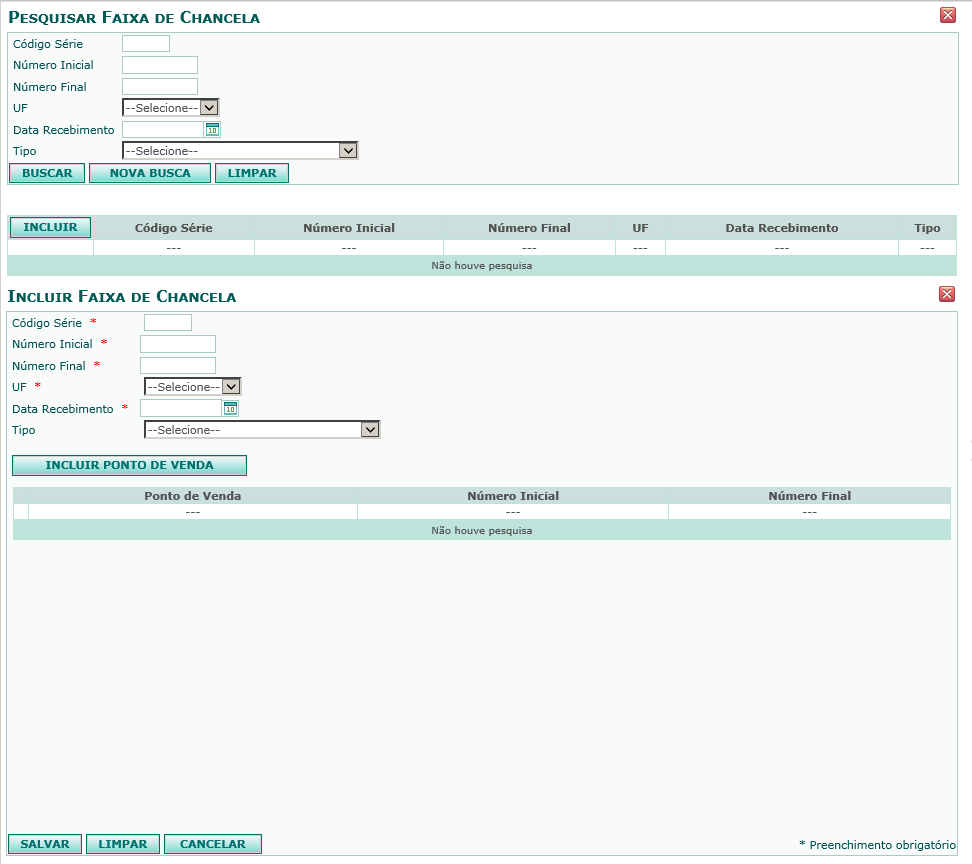 Pesquisar Faixa de Chancela
Código Série
Número Inicial
Número Final
UF --Selecione--
Data Recebimento 10
Tipo --Selecione--
BUSCAR NOVA BUSCA LIMPAR
INCLUIR Código Série Número Inicial Número Final UF Data Recebimento Tipo
--- --- --- --- --- ---
Não houve pesquisa
Incluir Faixa de Chancela
Código Série *
Número Inicial *
Número Final *
UF * --Selecione--
Data Recebimento * 10
Tipo --Selecione--
INCLUIR PONTO DE VENDA
Ponto de Venda Número Inicial Número Final
--- --- ---
Não houve pesquisa
SALVAR LIMPAR CANCELAR * Preenchimento obrigatório